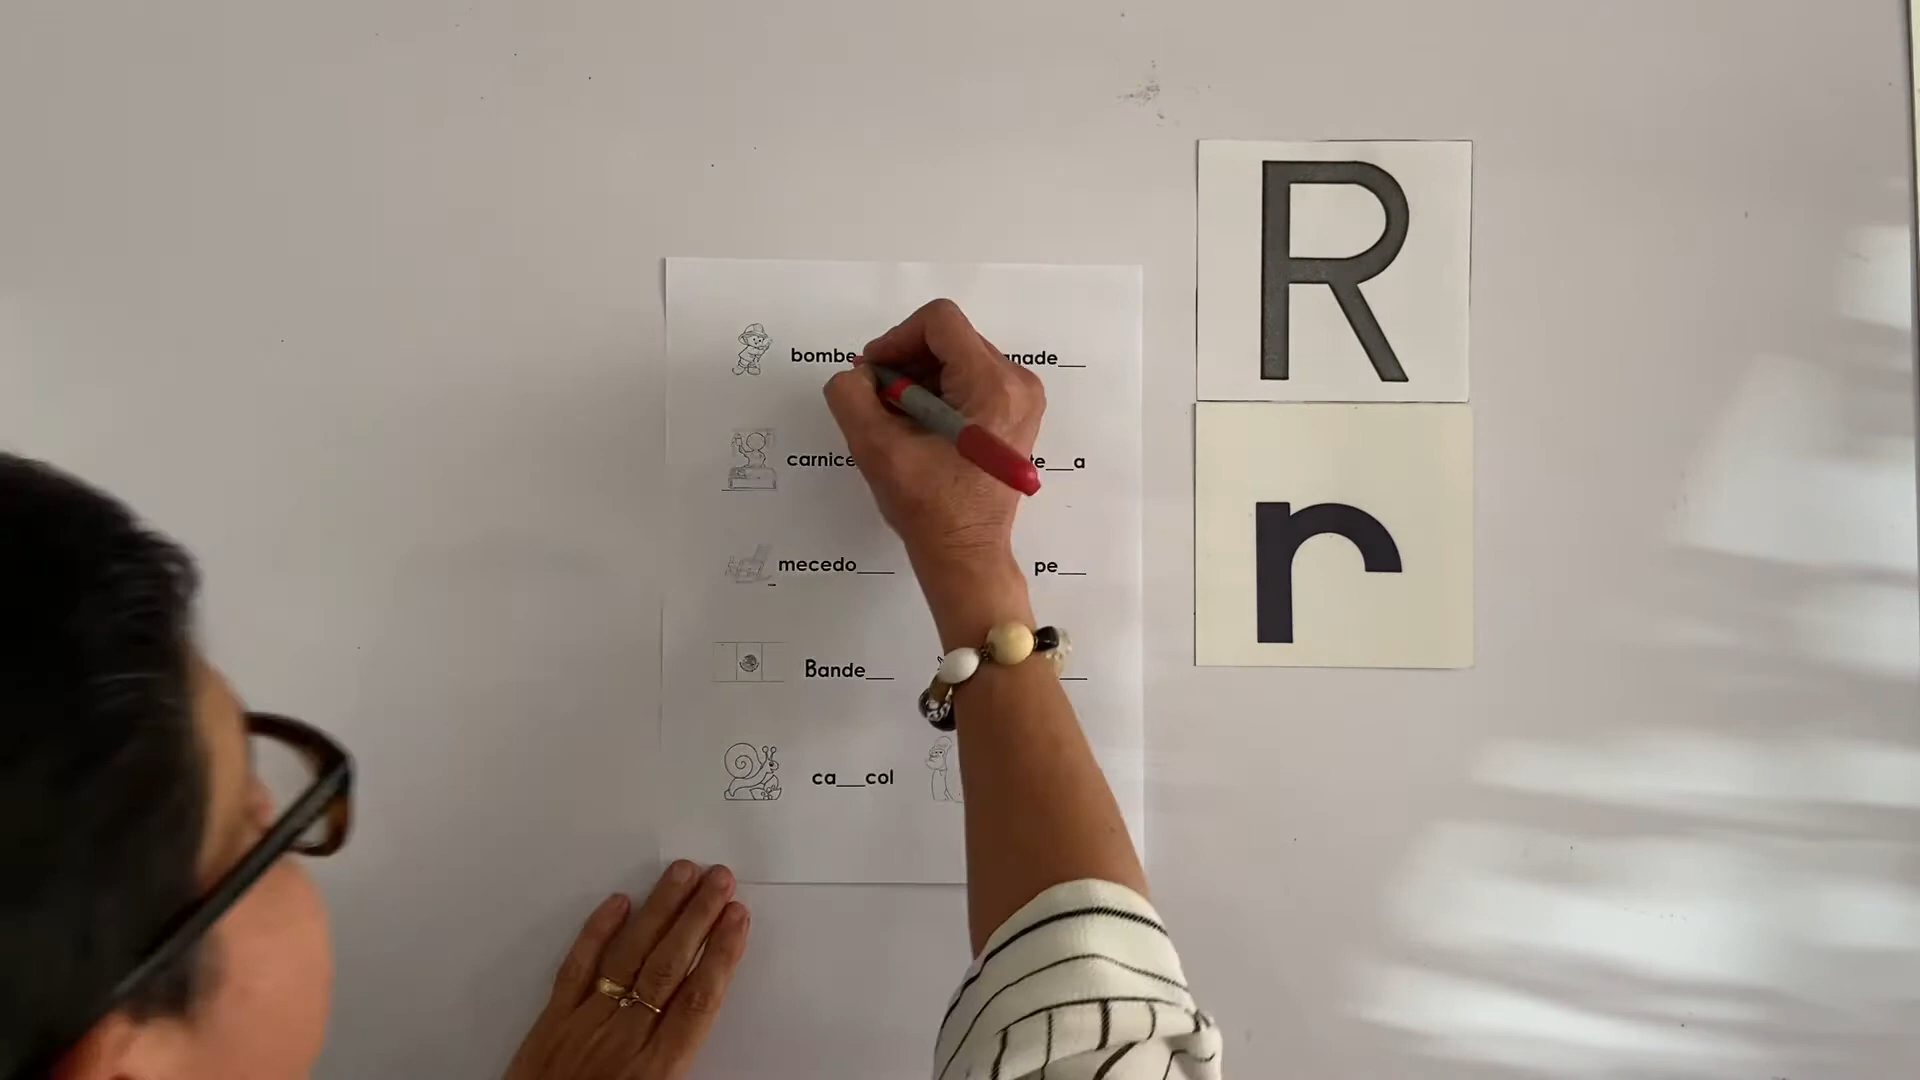 bombe
nade___
carnice
te___a
mecedo___
pe___
Bande___
ca___col
R
r